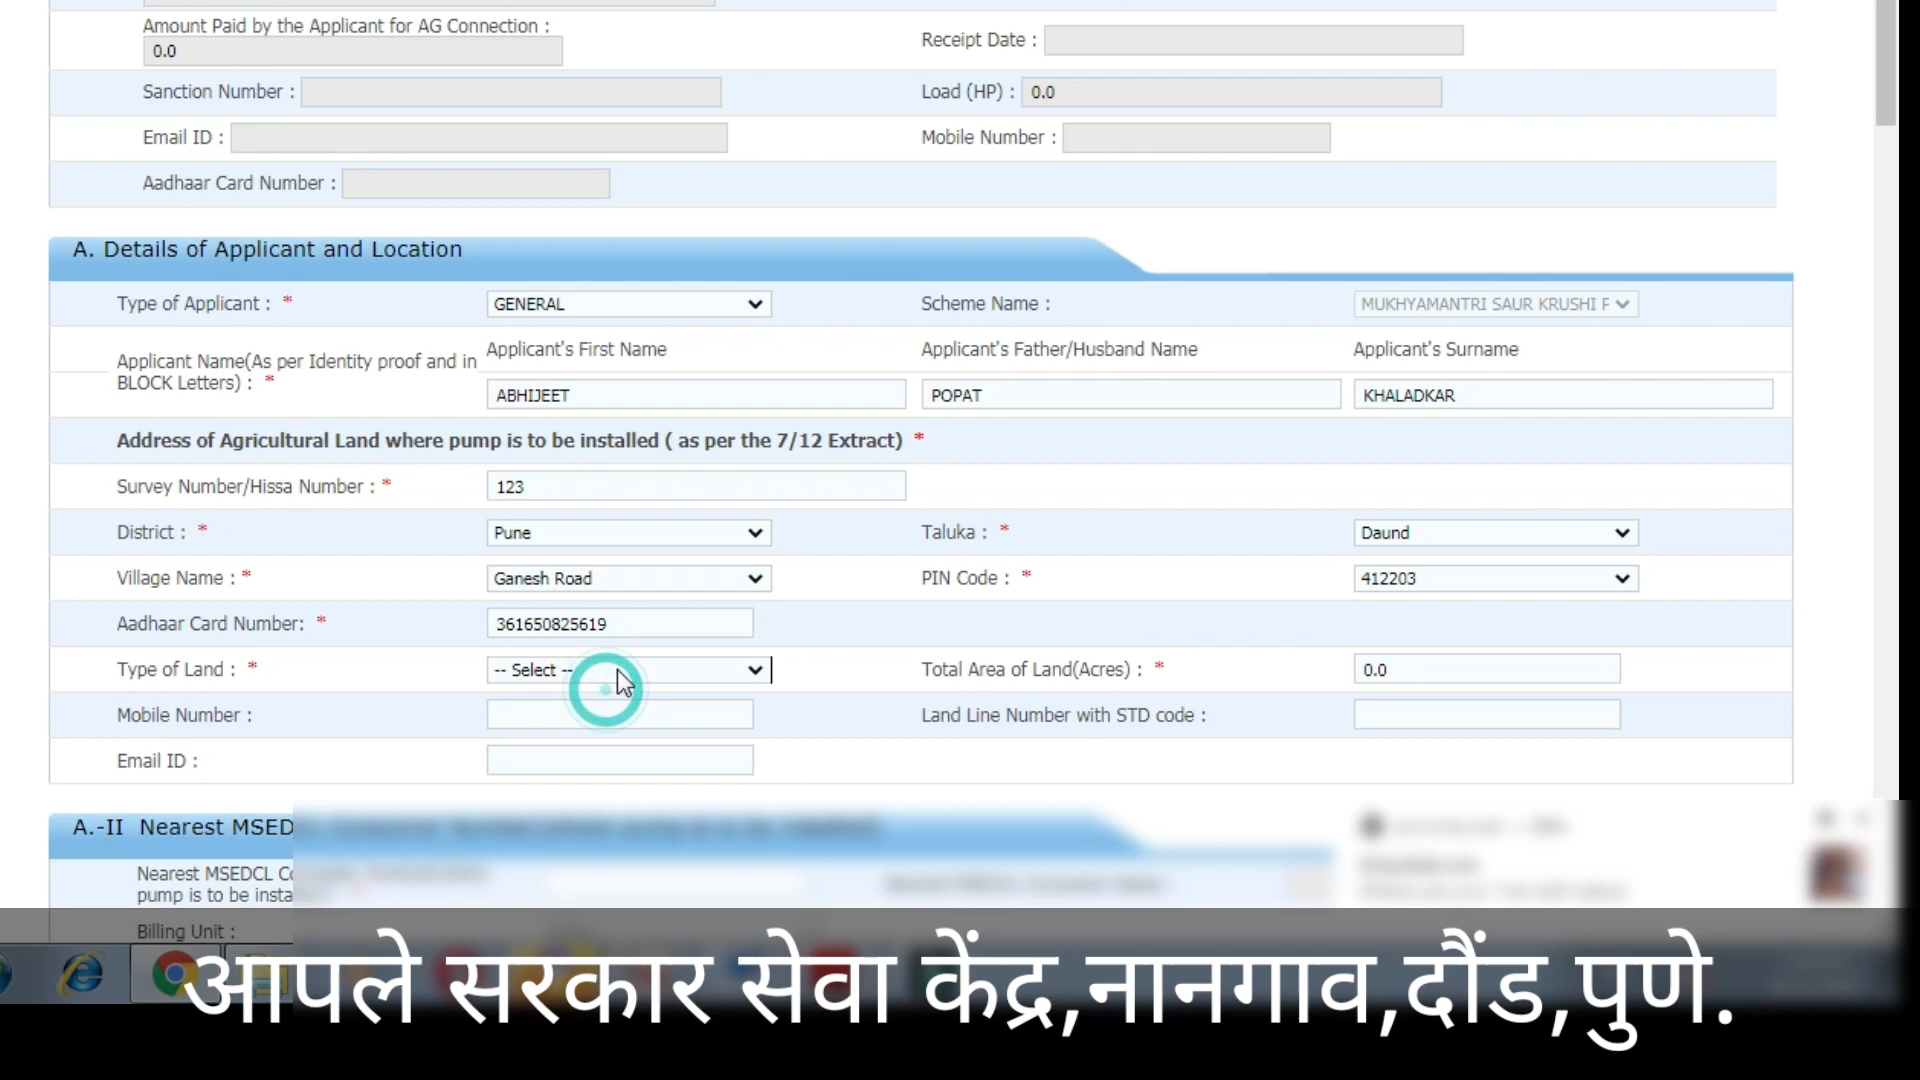 Amount Paid by the Applicant for AG Connection :
0.0
Receipt Date :
Sanction Number :
Load (HP) : 0.0
Email ID :
Mobile Number :
Aadhaar Card Number :
A. Details of Applicant and Location
Type of Applicant : * GENERAL
Scheme Name : MUKHYAMANTRI SAUR KRUSHI F
Applicant Name(As per Identity proof and in BLOCK Letters) : *
Applicant's First Name
Applicant's Father/Husband Name
Applicant's Surname
ABHIJEET
POPAT
KHALADKAR
Address of Agricultural Land where pump is to be installed ( as per the 7/12 Extract) *
Survey Number/Hissa Number : * 123
District : * Pune
Taluka : * Daund
Village Name : * Ganesh Road
PIN Code : * 412203
Aadhaar Card Number: * 361650825619
Type of Land : * -- Select --
Total Area of Land(Acres) : * 0.0
Mobile Number :
Land Line Number with STD code :
Email ID :
A.-II Nearest MSED
Nearest MSEDCL Co
pump is to be insta
Billing Unit :
आपले सरकार सेवा केंद्र,नानगाव,दौंड,पुणे.